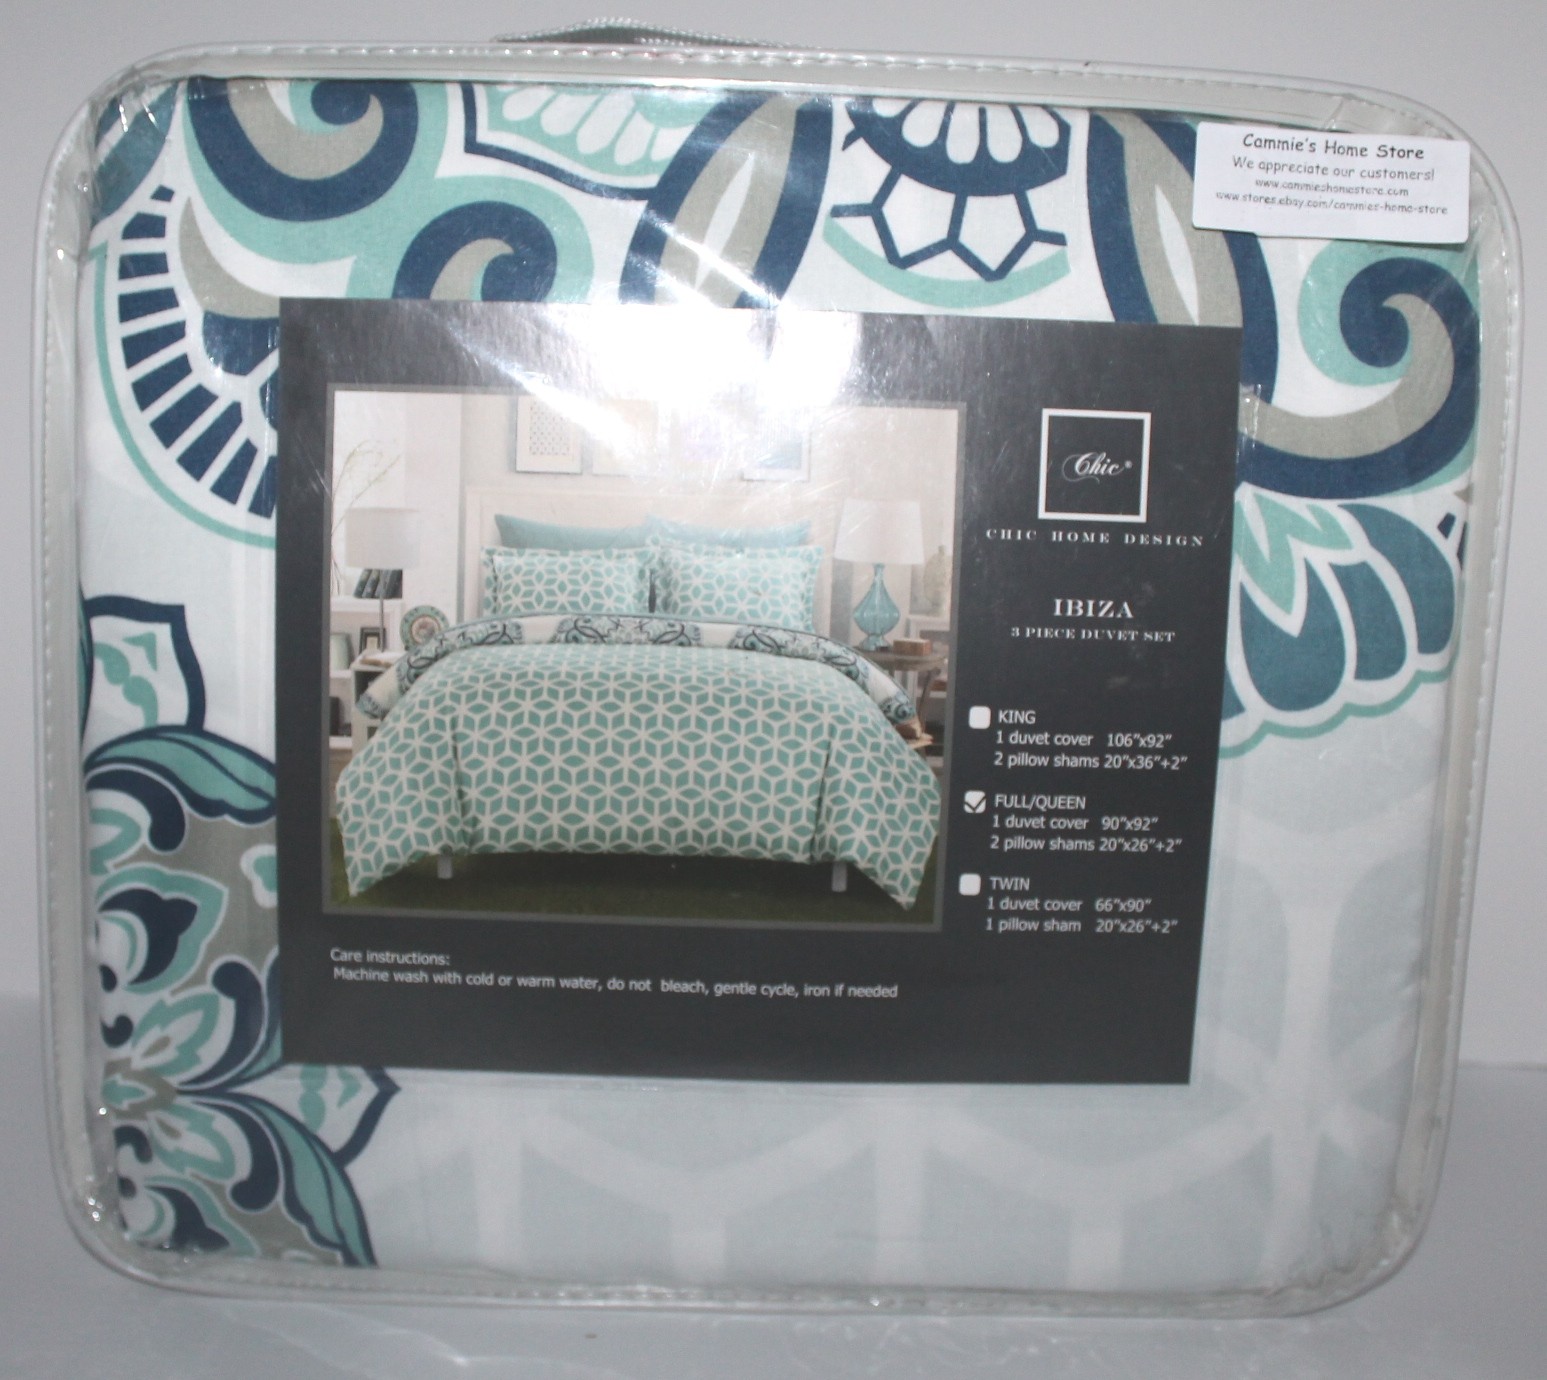 Cammie's Home Store
We appreciate our customers!
www.cammieshomestore.com
www.stores.ebay.com/cammies-home-store
Chic®
CHIC HOME DESIGN
IBIZA
3 PIECE DUVET SET
KING
1 duvet cover 106"x92"
2 pillow shams 20"x36"+2"
FULL/QUEEN
1 duvet cover 90"x92"
2 pillow shams 20"x26"+2"
TWIN
1 duvet cover 66"x90"
1 pillow sham 20"x26"+2"
Care instructions:
Machine wash with cold or warm water, do not bleach, gentle cycle, iron if needed